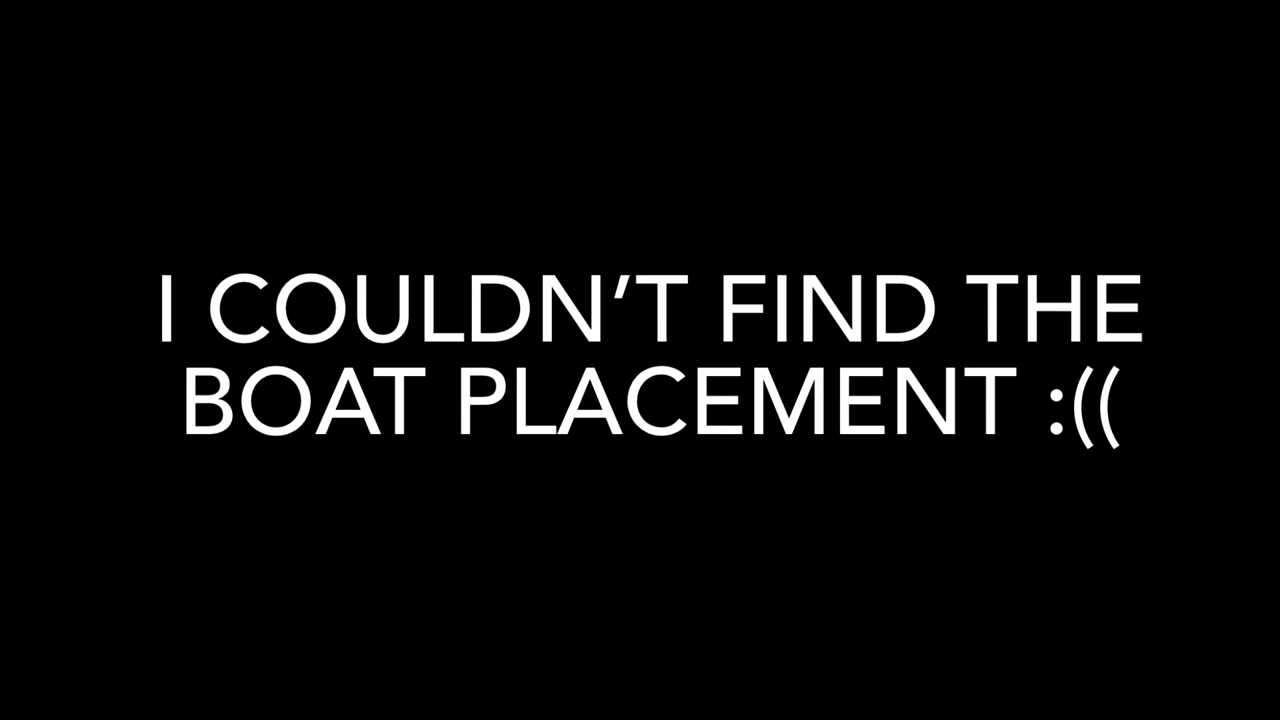 I COULDN’T FIND THE
BOAT PLACEMENT :((